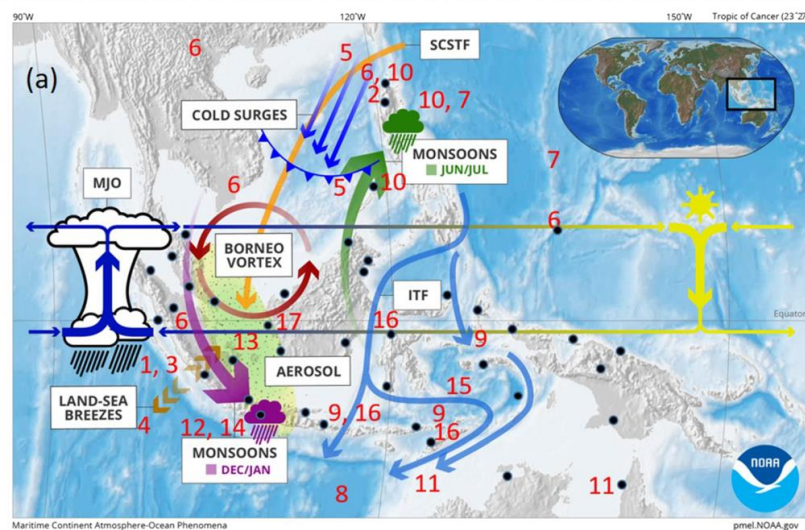 90°W
120°W
150°W
Tropic of Cancer (23°2
(a)
6
5
SCSTF
6, 10
2
10, 7
COLD SURGES
MONSOONS
JUN/JUL
7
MJO
6
5
10
6
BORNEO
VORTEX
ITF
Equator
6
17
16
9
13
1, 3
AEROSOL
15
LAND-SEA
BREEZES
4
12, 14
9, 16
9
16
MONSOONS
DEC/JAN
8
11
11
NOAA
Maritime Continent Atmosphere-Ocean Phenomena
pmel.NOAA.gov